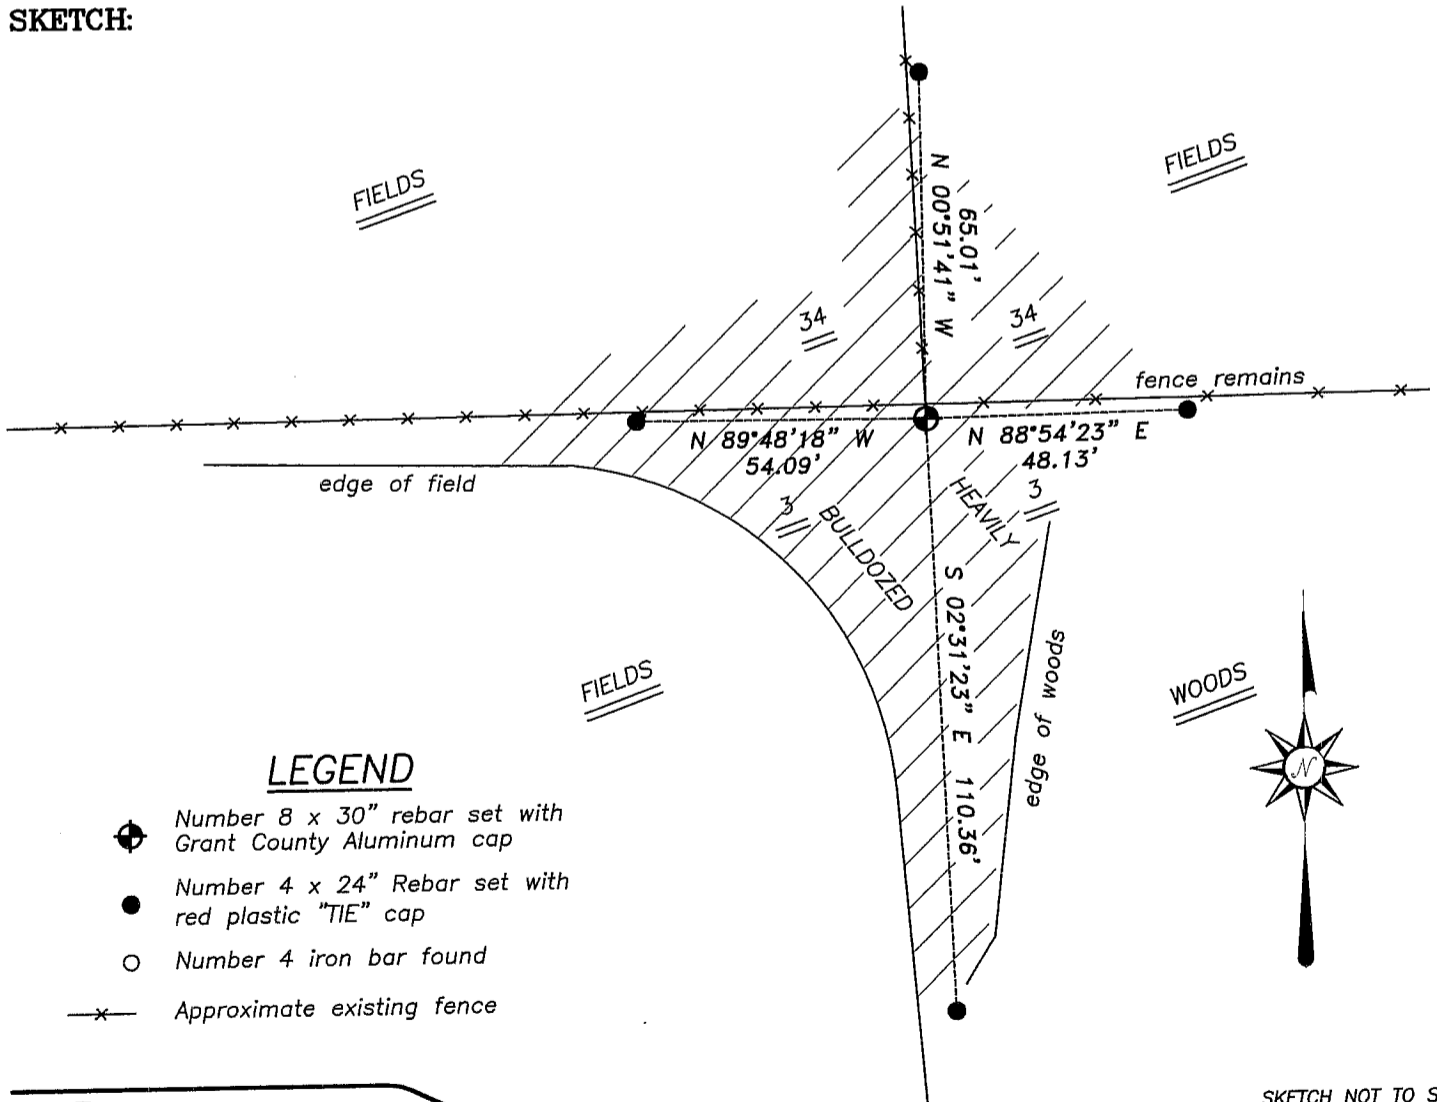 SKETCH:
FIELDS
FIELDS
N 00°51'41" W
65.01'
34
34
fence remains
N 89°48'18" W
54.09'
N 88°54'23" E
48.13'
edge of field
3
3
HEAVILY
BULLDOZED
S 02°31'23" E 110.36'
edge of woods
FIELDS
WOODS
N
LEGEND
Number 8 x 30" rebar set with
Grant County Aluminum cap
Number 4 x 24" Rebar set with
red plastic "TIE" cap
Number 4 iron bar found
Approximate existing fence
SKETCH NOT TO S